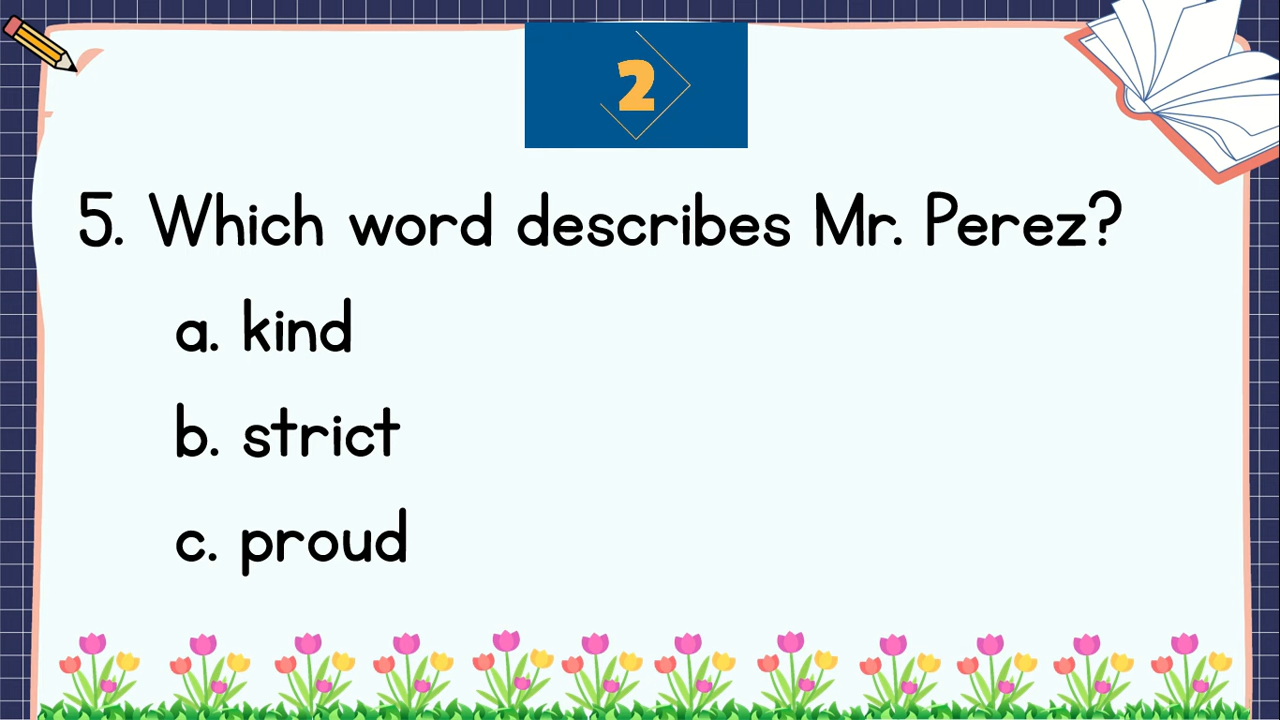 2
5. Which word describes Mr. Perez?
a. kind
b. strict
c. proud